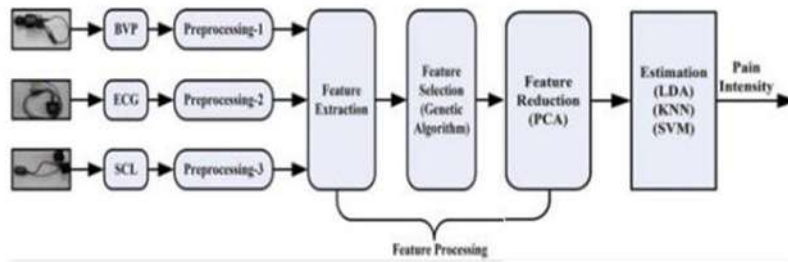 BVP
Preprocessing-1
ECG
Preprocessing-2
SCL
Preprocessing-3
Feature
Extraction
Feature
Selection
(Genetic
Algorithm)
Feature
Reduction
(PCA)
Estimation
(LDA)
(KNN)
(SVM)
Pain
Intensity
Feature Processing